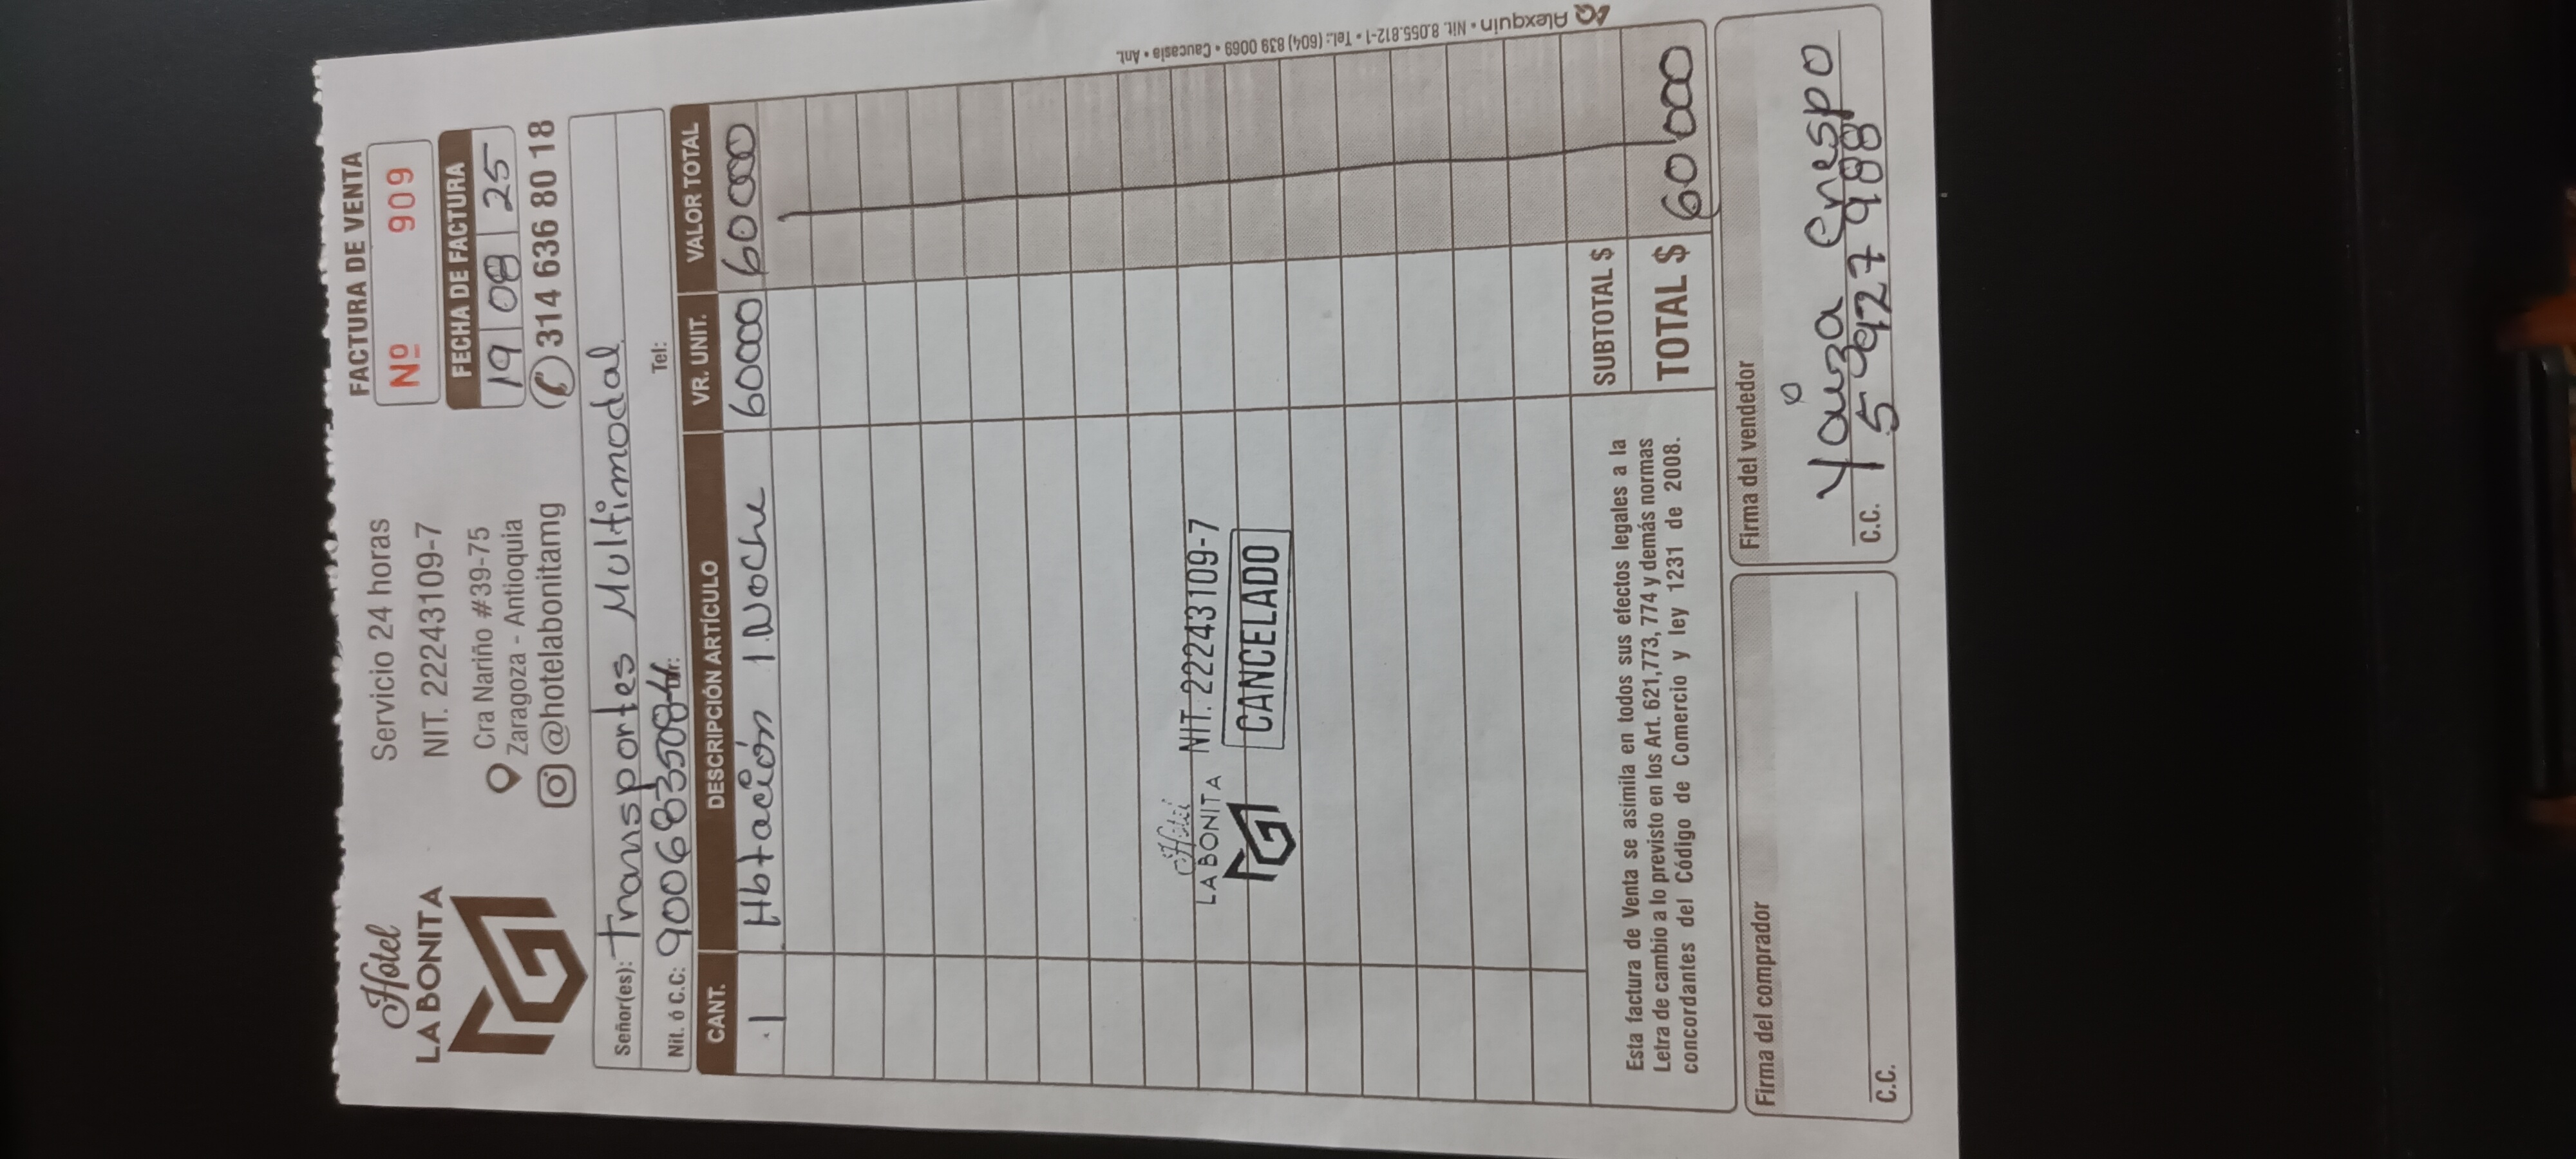 Hotel
LA BONITA
Servicio 24 horas
NIT. 22243109-7
Cra Nariño #39-75
Zaragoza - Antioquia
@hotelabonitamg
FACTURA DE VENTA
Nº 909
FECHA DE FACTURA
19 08 25
314 636 80 18
Señor(es): Transportes Multimodal
Nit. ó C.C: Tel:
CANT. DESCRIPCIÓN ARTÍCULO VR. UNIT. VALOR TOTAL
1 Hbtación 1.Noche 60000 60000
Hotel
LA BONITA
NIT. 22243109-7
CANCELADO
SUBTOTAL $
TOTAL $ 60000
Esta factura de Venta se asimila en todos sus efectos legales a la
Letra de cambio a lo previsto en los Art. 621,773, 774 y demás normas
concordantes del Código de Comercio y ley 1231 de 2008.
Firma del comprador
C.C.
Firma del vendedor
C.C.
Alexquin • Nit. 8.055.812-1 • Tel.: (604) 839 0069 • Caucasia • Ant.